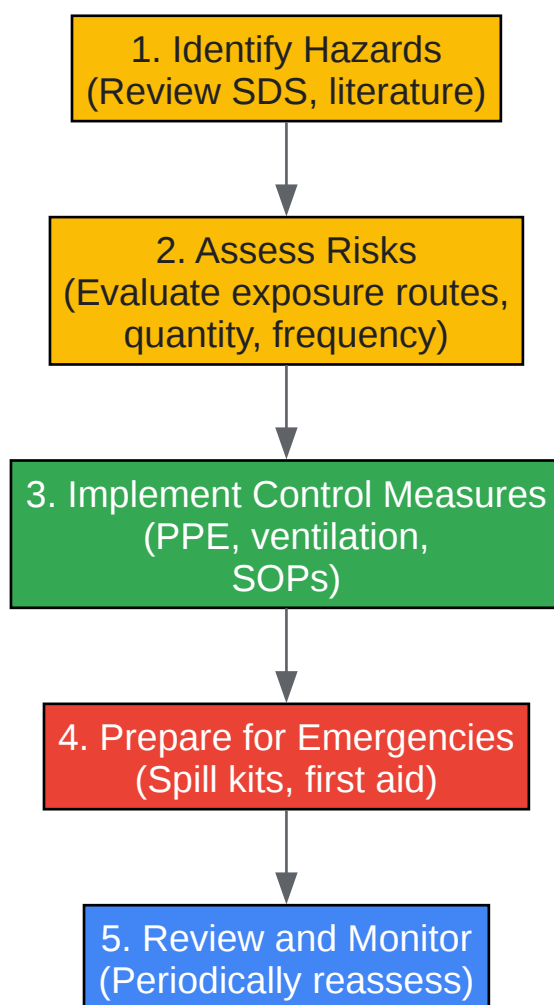 1. Identify Hazards
(Review SDS, literature)
2. Assess Risks
(Evaluate exposure routes,
quantity, frequency)
3. Implement Control Measures
(PPE, ventilation,
SOPs)
4. Prepare for Emergencies
(Spill kits, first aid)
5. Review and Monitor
(Periodically reassess)